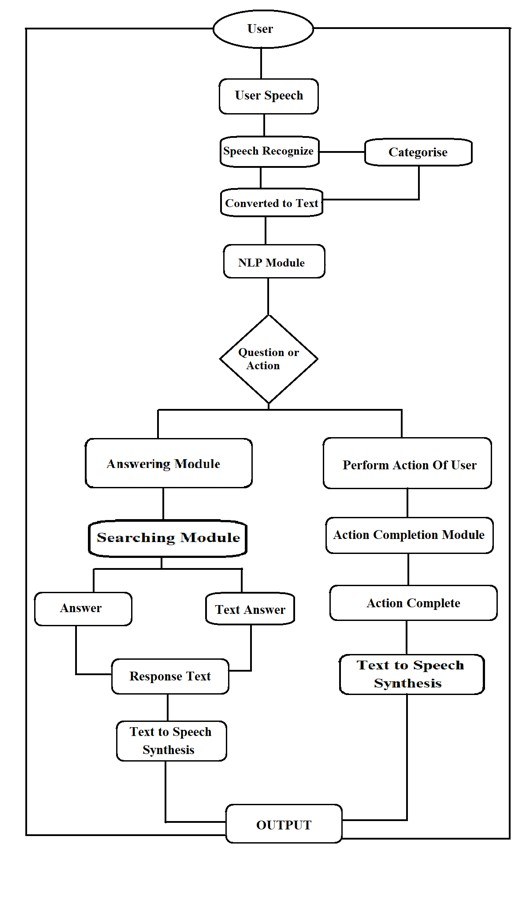 User
User Speech
Speech Recognize
Categorise
Converted to Text
NLP Module
Question or
Action
Answering Module
Perform Action Of User
Searching Module
Action Completion Module
Answer
Text Answer
Action Complete
Response Text
Text to Speech
Synthesis
Text to Speech
Synthesis
OUTPUT